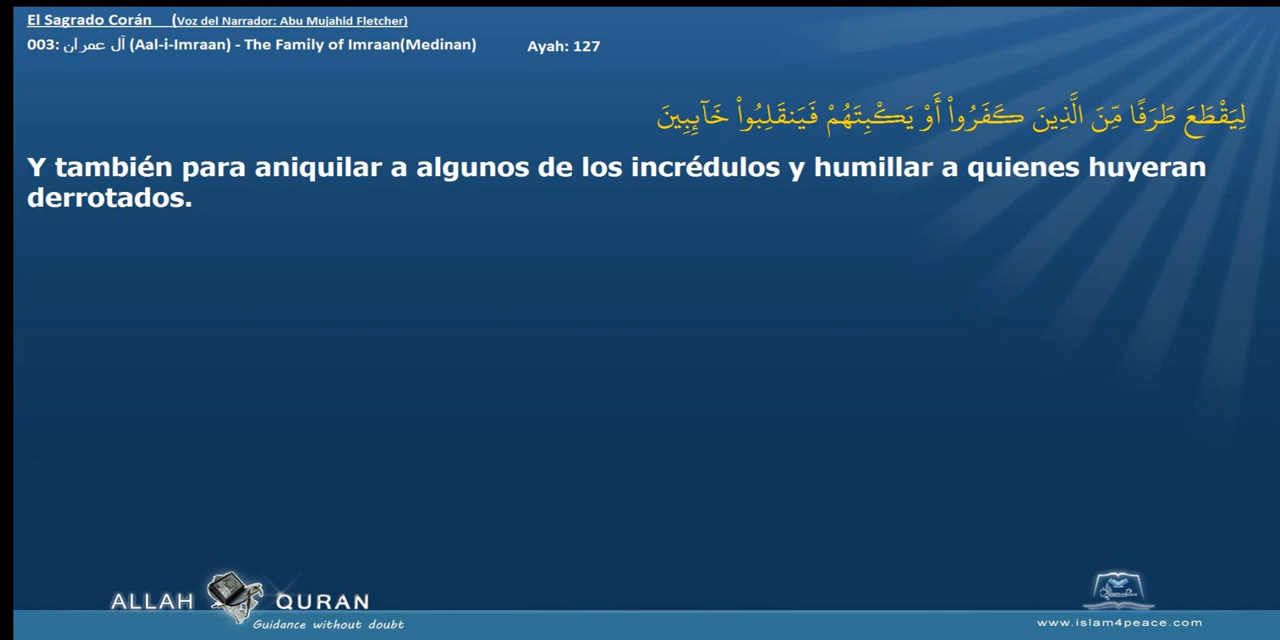 El Sagrado Corán (Voz del Narrador: Abu Mujahid Fletcher)
003: آل عمران (Aal-i-Imraan) - The Family of Imraan(Medinan) Ayah: 127
لِيَقْطَعَ طَرَفًا مِّنَ الَّذِينَ كَفَرُواْ أَوْ يَكْبِتَهُمْ فَيَنقَلِبُواْ خَآئِبِينَ
Y también para aniquilar a algunos de los incrédulos y humillar a quienes huyeran
derrotados.
ALLAH QURAN
Guidance without doubt
www.islam4peace.com